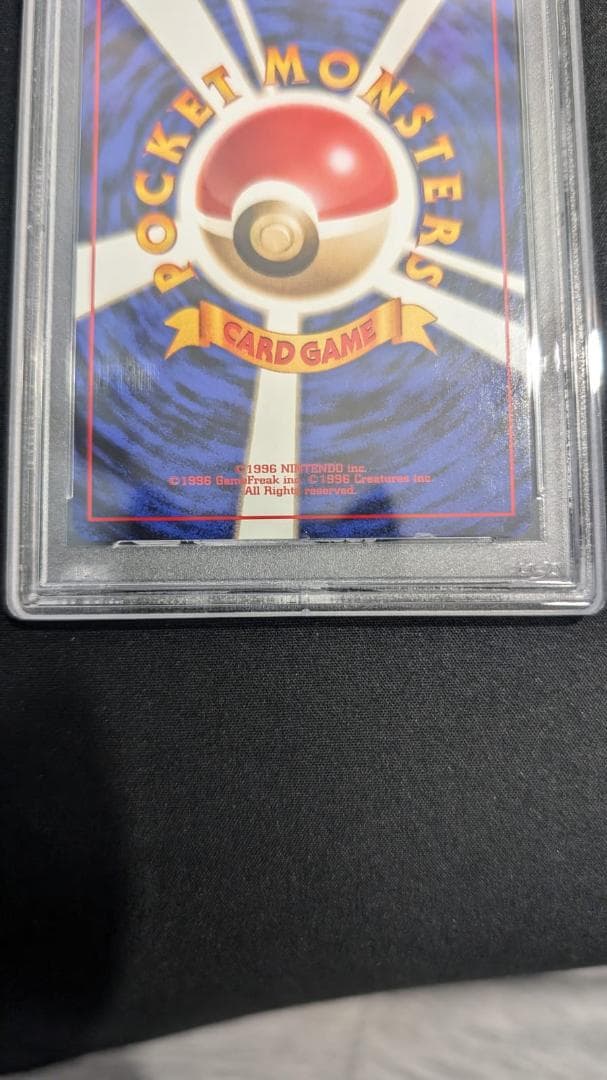 POCKET MONSTERS
CARD GAME
©1996 NINTENDO inc.
©1996 GameFreak inc. ©1996 Creatures inc.
All Rights reserved.